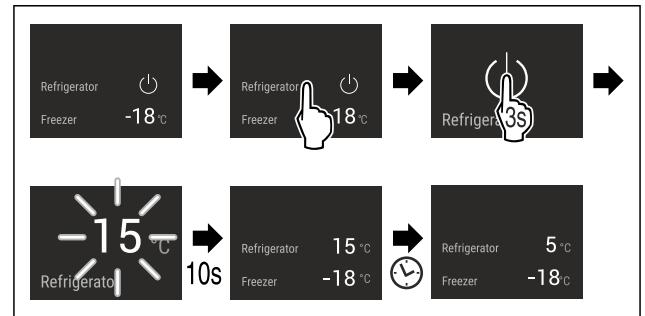 Refrigerator
Freezer -18 °C
Refrigerator
Freezer 18 °C
Refrigera 3s
15 °C
Refrigerato
10s
Refrigerator 15 °C
Freezer -18 °C
Refrigerator 5 °C
Freezer -18°C